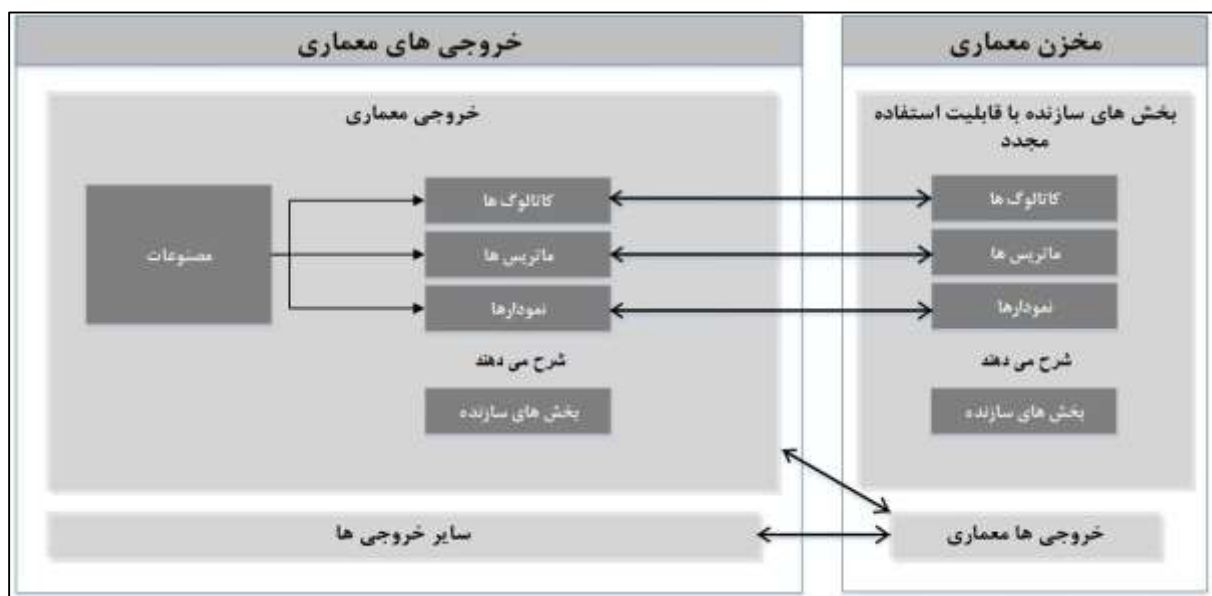 مخزن معماری
بخش های سازنده با قابلیت استفاده
مجدد
کاتالوگ ها
ماتریس ها
نمودارها
شرح می دهند
بخش های سازنده
خروجی ها معماری
خروجی های معماری
خروجی معماری
کاتالوگ ها
ماتریس ها
نمودارها
شرح می دهند
بخش های سازنده
مصنوعات
سایر خروجی ها